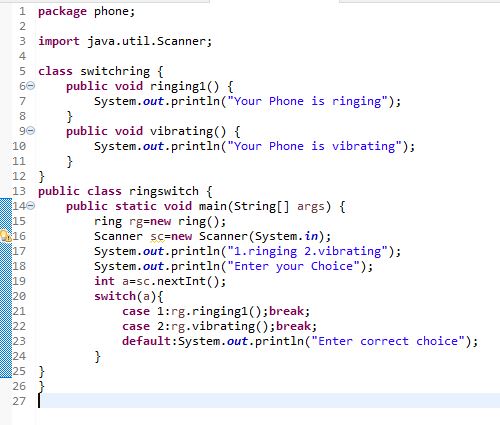 1 package phone;
2
3 import java.util.Scanner;
4
5 class switchring {
6 public void ringing1() {
7 System.out.println("Your Phone is ringing");
8 }
9 public void vibrating() {
10 System.out.println("Your Phone is vibrating");
11 }
12 }
13 public class ringswitch {
14 public static void main(String[] args) {
15 ring rg=new ring();
16 Scanner sc=new Scanner(System.in);
17 System.out.println("1.ringing 2.vibrating");
18 System.out.println("Enter your Choice");
19 int a=sc.nextInt();
20 switch(a){
21 case 1:rg.ringing1();break;
22 case 2:rg.vibrating();break;
23 default:System.out.println("Enter correct choice");
24 }
25 }
26 }
27